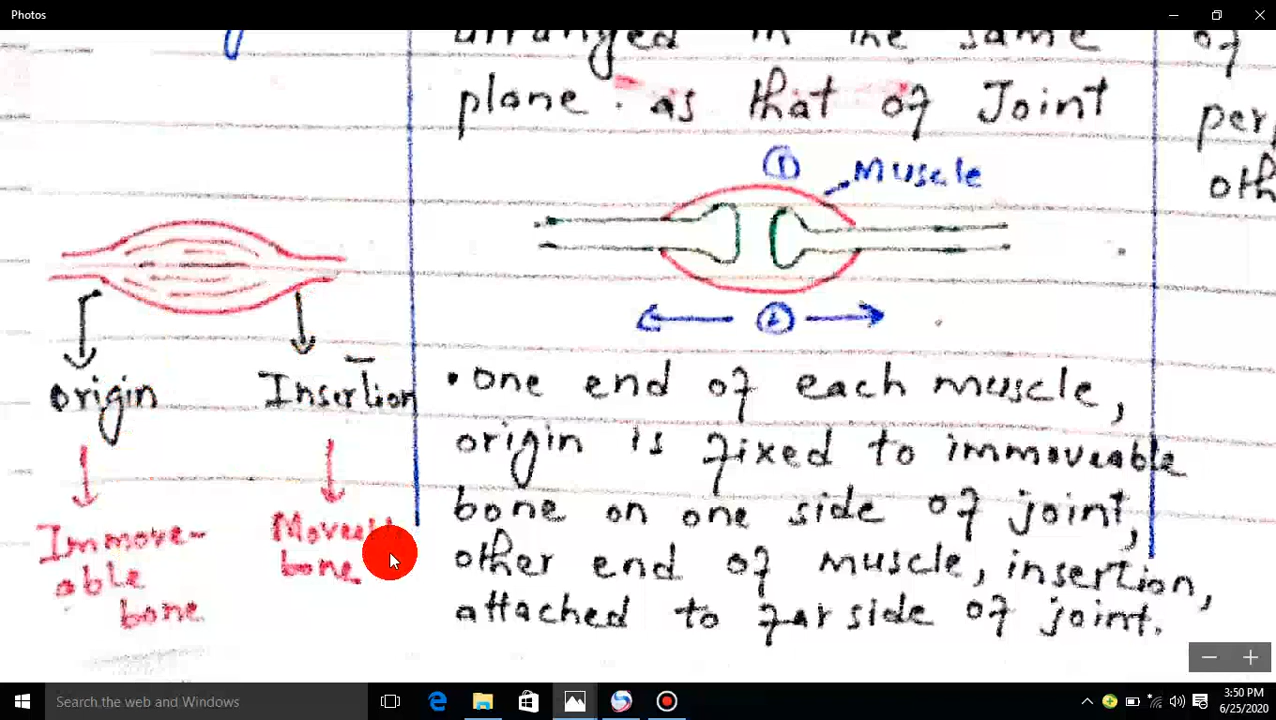 Photos
arranged in the same
of
plane. as that of Joint
per
oth
① Muscle
②
origin
Insertion
Immove-
able
bone
bone
• One end of each muscle,
origin is fixed to immoveable
bone on one side of joint,
other end of muscle, insertion,
attached to far side of joint.
Search the web and Windows
3:50 PM
6/25/2020